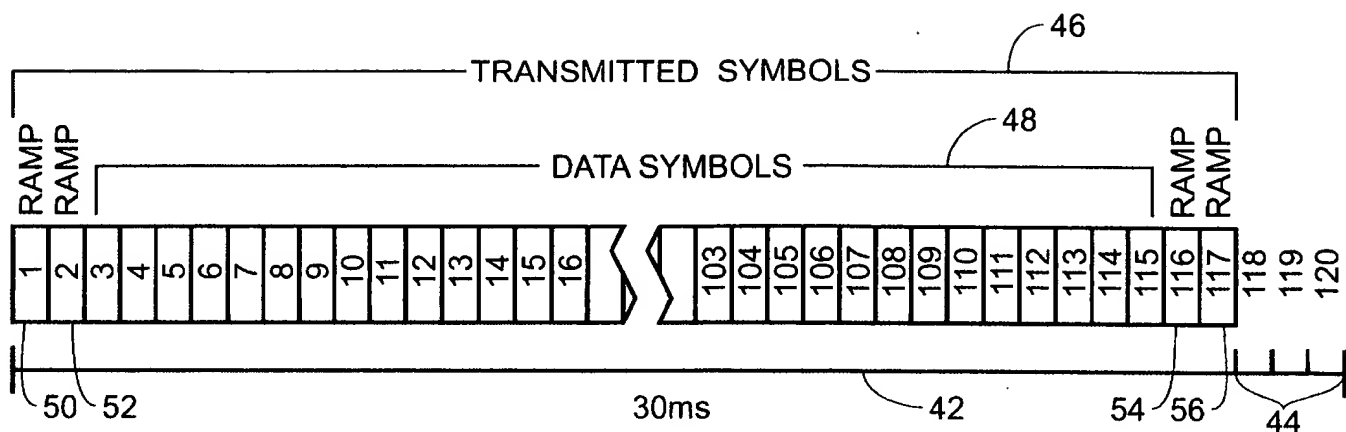 46
TRANSMITTED SYMBOLS
48
RAMP RAMP DATA SYMBOLS RAMP RAMP
1 2 3 4 5 6 7 8 9 10 11 12 13 14 15 16 103 104 105 106 107 108 109 110 111 112 113 114 115 116 117 118 119 120
50 52 30ms 42 54 56 44